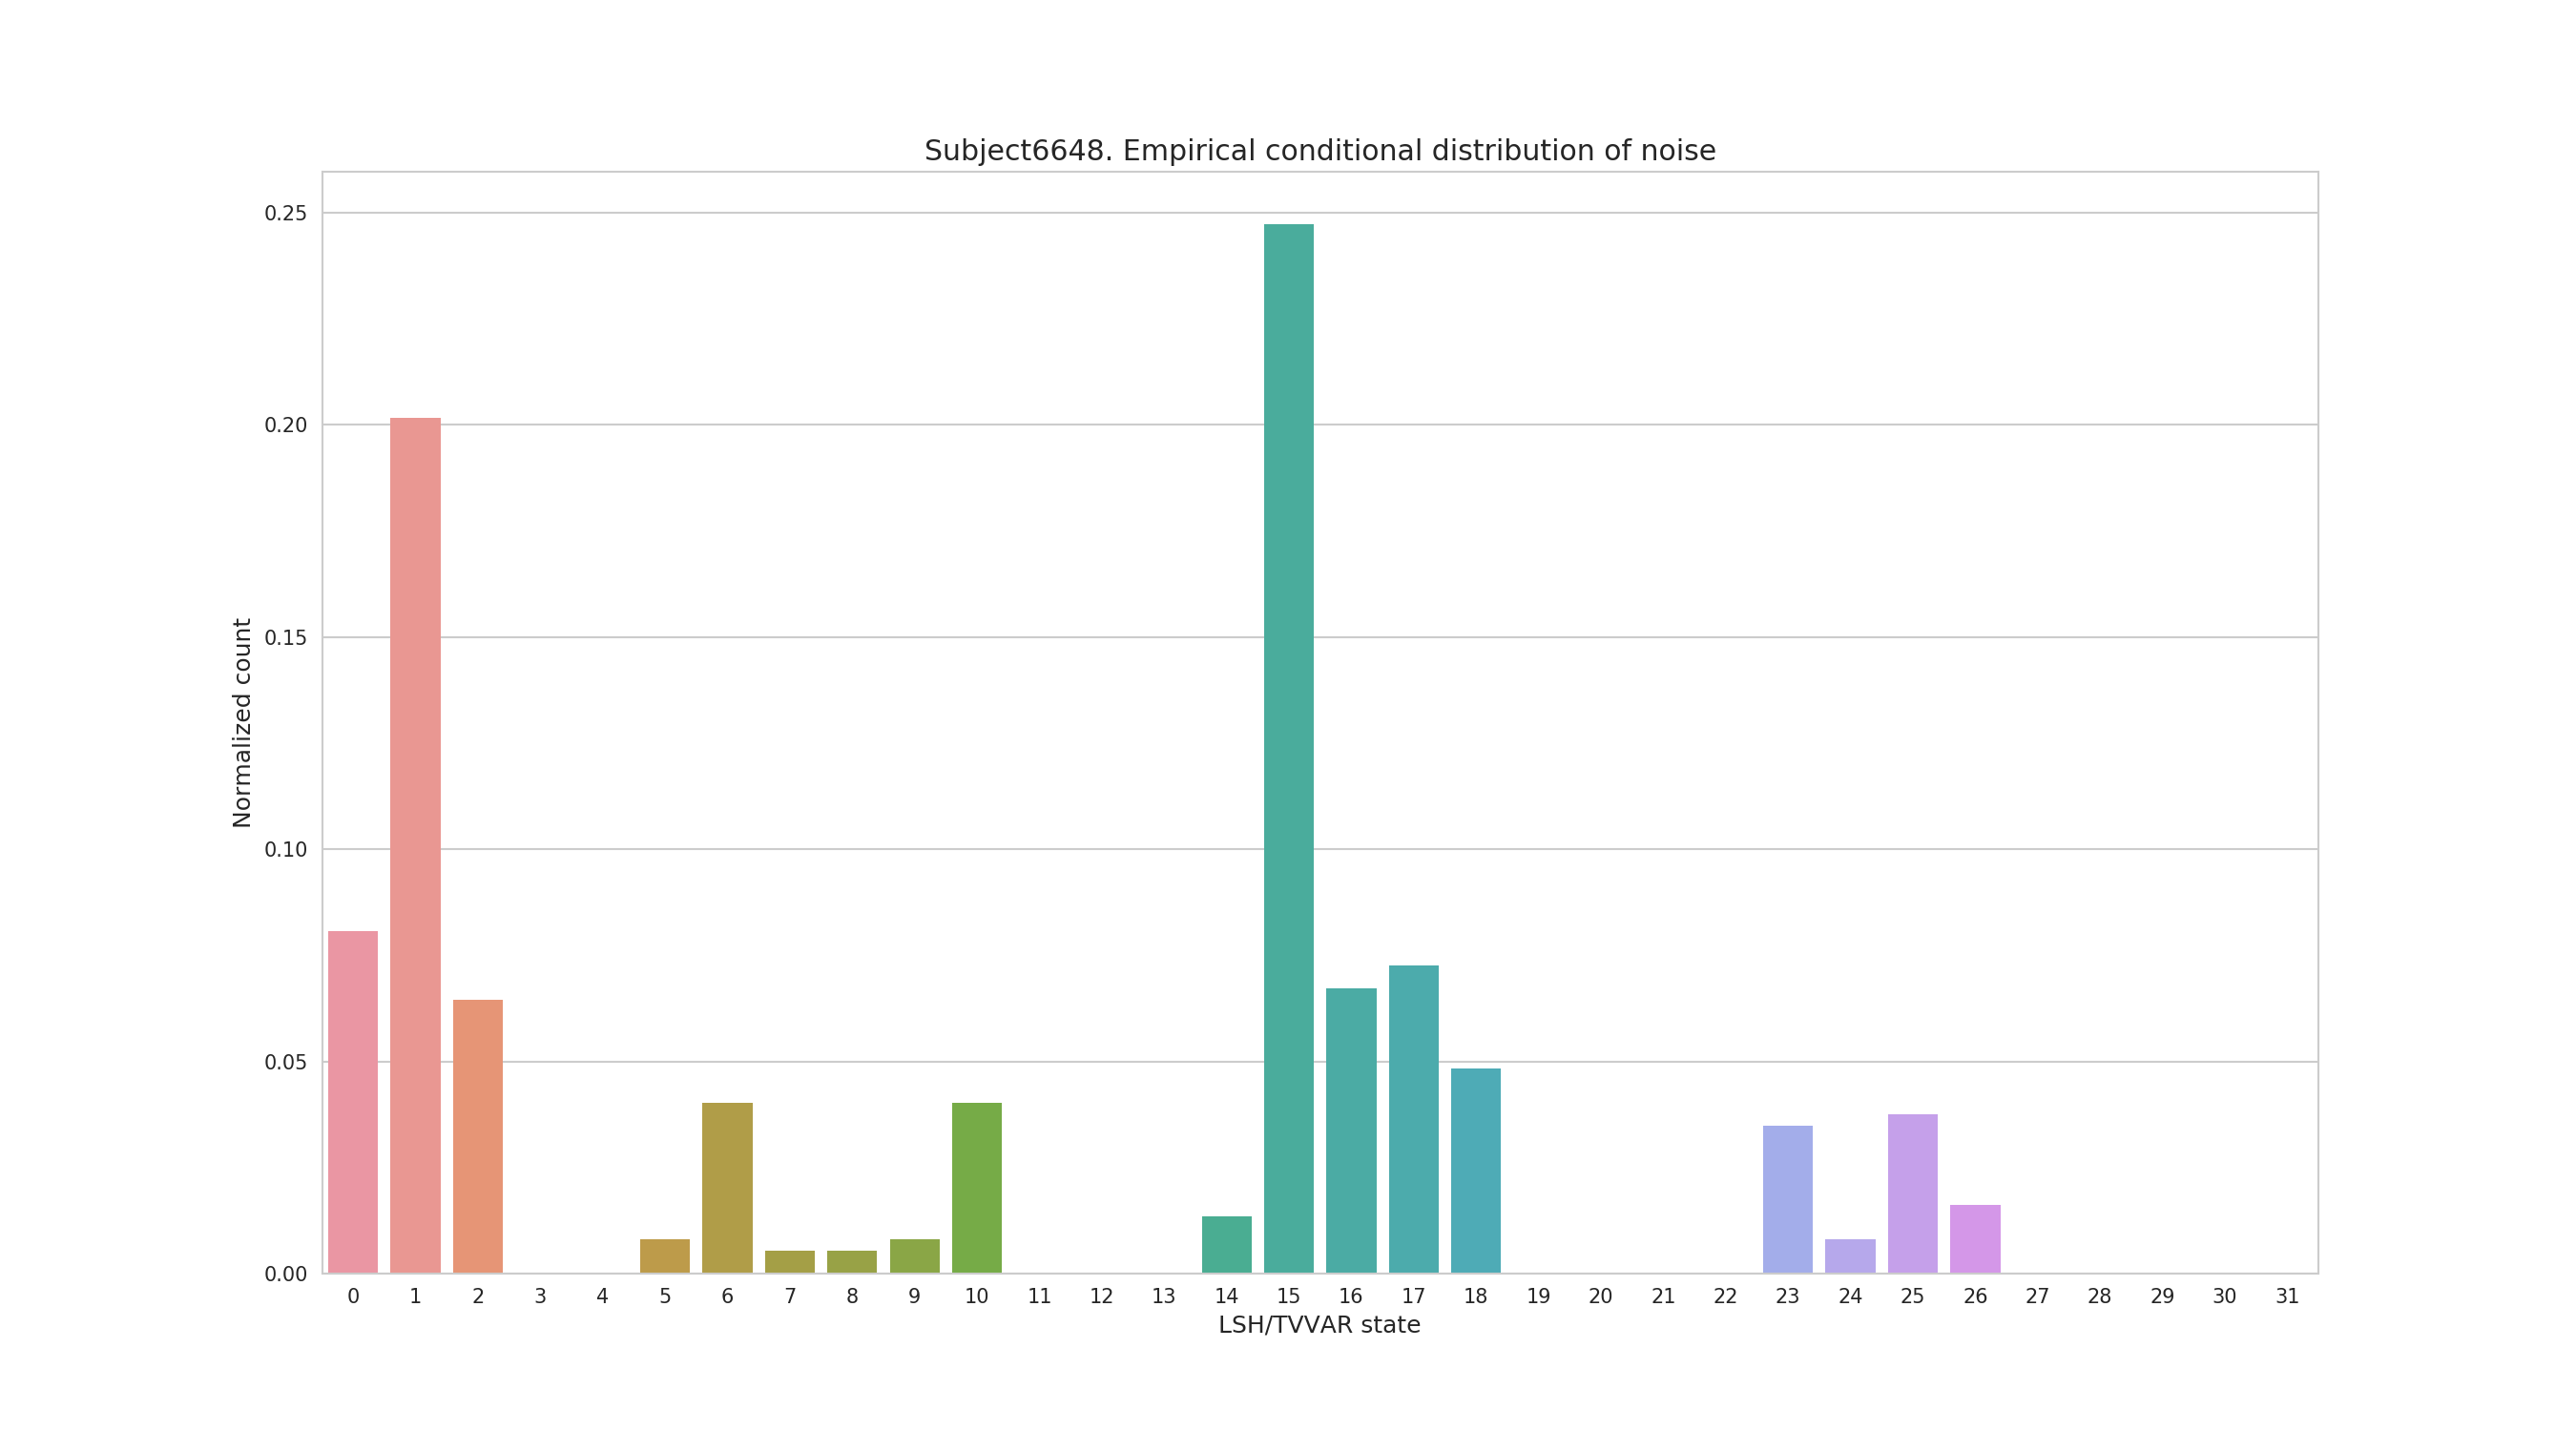 Subject6648. Empirical conditional distribution of noise
Normalized count
0.25
0.20
0.15
0.10
0.05
0.00
0 1 2 3 4 5 6 7 8 9 10 11 12 13 14 15 16 17 18 19 20 21 22 23 24 25 26 27 28 29 30 31
LSH/TVVAR state